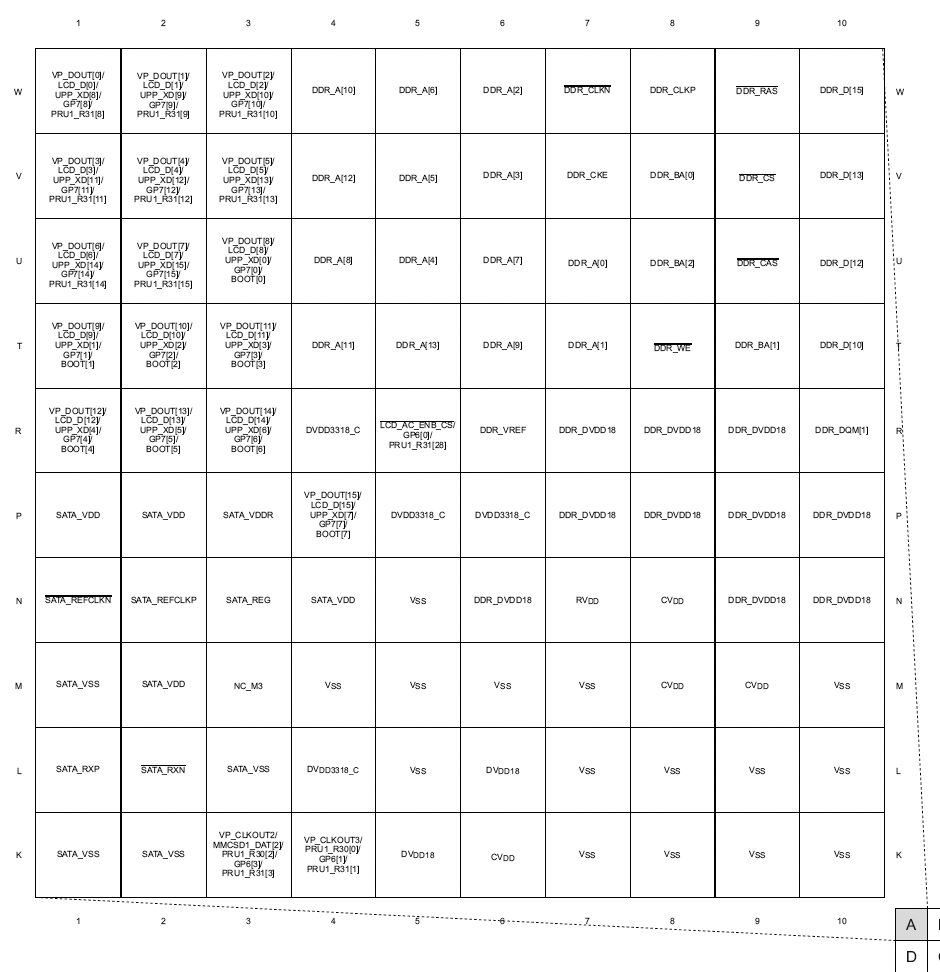 1 2 3 4 5 6 7 8 9 10
W
VP_DOUT[0]/
LCD_D[0]/
UPP_XD[8]/
GP7[8]/
PRU1_R31[8]
VP_DOUT[1]/
LCD_D[1]/
UPP_XD[9]/
GP7[9]/
PRU1_R31[9]
VP_DOUT[2]/
LCD_D[2]/
UPP_XD[10]/
GP7[10]/
PRU1_R31[10]
DDR_A[10]
DDR_A[6]
DDR_A[2]
DDR_CLKN
DDR_CLKP
DDR_RAS
DDR_D[15]
W
V
VP_DOUT[3]/
LCD_D[3]/
UPP_XD[11]/
GP7[11]/
PRU1_R31[11]
VP_DOUT[4]/
LCD_D[4]/
UPP_XD[12]/
GP7[12]/
PRU1_R31[12]
VP_DOUT[5]/
LCD_D[5]/
UPP_XD[13]/
GP7[13]/
PRU1_R31[13]
DDR_A[12]
DDR_A[5]
DDR_A[3]
DDR_CKE
DDR_BA[0]
DDR_CS
DDR_D[13]
V
U
VP_DOUT[6]/
LCD_D[6]/
UPP_XD[14]/
GP7[14]/
PRU1_R31[14]
VP_DOUT[7]/
LCD_D[7]/
UPP_XD[15]/
GP7[15]/
PRU1_R31[15]
VP_DOUT[8]/
LCD_D[8]/
UPP_XD[0]/
GP7[0]/
BOOT[0]
DDR_A[8]
DDR_A[4]
DDR_A[7]
DDR_A[0]
DDR_BA[2]
DDR_CAS
DDR_D[12]
U
T
VP_DOUT[9]/
LCD_D[9]/
UPP_XD[1]/
GP7[1]/
BOOT[1]
VP_DOUT[10]/
LCD_D[10]/
UPP_XD[2]/
GP7[2]/
BOOT[2]
VP_DOUT[11]/
LCD_D[11]/
UPP_XD[3]/
GP7[3]/
BOOT[3]
DDR_A[11]
DDR_A[13]
DDR_A[9]
DDR_A[1]
DDR_WE
DDR_BA[1]
DDR_D[10]
T
R
VP_DOUT[12]/
LCD_D[12]/
UPP_XD[4]/
GP7[4]/
BOOT[4]
VP_DOUT[13]/
LCD_D[13]/
UPP_XD[5]/
GP7[5]/
BOOT[5]
VP_DOUT[14]/
LCD_D[14]/
UPP_XD[6]/
GP7[6]/
BOOT[6]
DVDD3318_C
LCD_AC_ENB_CS/
GP6[0]/
PRU1_R31[28]
DDR_VREF
DDR_DVDD18
DDR_DVDD18
DDR_DVDD18
DDR_DQM[1]
R
P
SATA_VDD
SATA_VDD
SATA_VDDR
VP_DOUT[15]/
LCD_D[15]/
UPP_XD[7]/
GP7[7]/
BOOT[7]
DVDD3318_C
DVDD3318_C
DDR_DVDD18
DDR_DVDD18
DDR_DVDD18
DDR_DVDD18
P
N
SATA_REFCLKN
SATA_REFCLKP
SATA_REG
SATA_VDD
VSS
DDR_DVDD18
RVDD
CVDD
DDR_DVDD18
DDR_DVDD18
N
M
SATA_VSS
SATA_VDD
NC_M3
VSS
VSS
VSS
VSS
CVDD
CVDD
VSS
M
L
SATA_RXP
SATA_RXN
SATA_VSS
DVDD3318_C
VSS
DVDD18
VSS
VSS
VSS
VSS
L
K
SATA_VSS
SATA_VSS
VP_CLKOUT2/
MMCSD1_DAT[2]/
PRU1_R30[2]/
GP6[3]/
PRU1_R31[3]
VP_CLKOUT3/
PRU1_R30[0]/
GP6[1]/
PRU1_R31[1]
DVDD18
CVDD
VSS
VSS
VSS
VSS
K
1 2 3 4 5 6 7 8 9 10
A
D